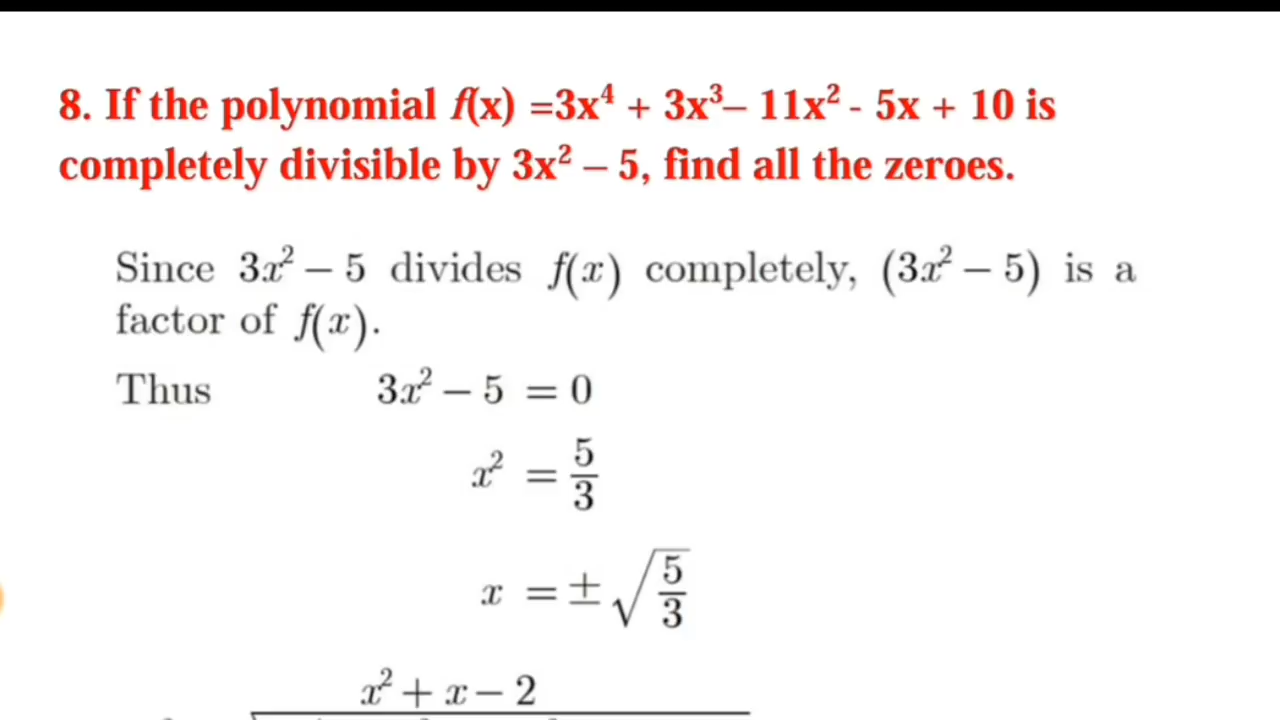 8. If the polynomial f(x) =3x⁴ + 3x³– 11x² - 5x + 10 is
completely divisible by 3x² – 5, find all the zeroes.
Since 3x² − 5 divides f(x) completely, (3x² − 5) is a
factor of f(x).
Thus 3x² − 5 = 0
x² = 5/3
x = ±√(5/3)
x² + x − 2